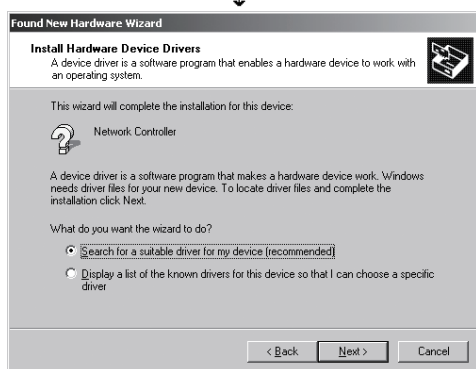 Found New Hardware Wizard
Install Hardware Device Drivers
A device driver is a software program that enables a hardware device to work with
an operating system.
This wizard will complete the installation for this device:
Network Controller
A device driver is a software program that makes a hardware device work. Windows
needs driver files for your new device. To locate driver files and complete the
installation click Next.
What do you want the wizard to do?
Search for a suitable driver for my device (recommended)
Display a list of the known drivers for this device so that I can choose a specific
driver
< Back Next > Cancel